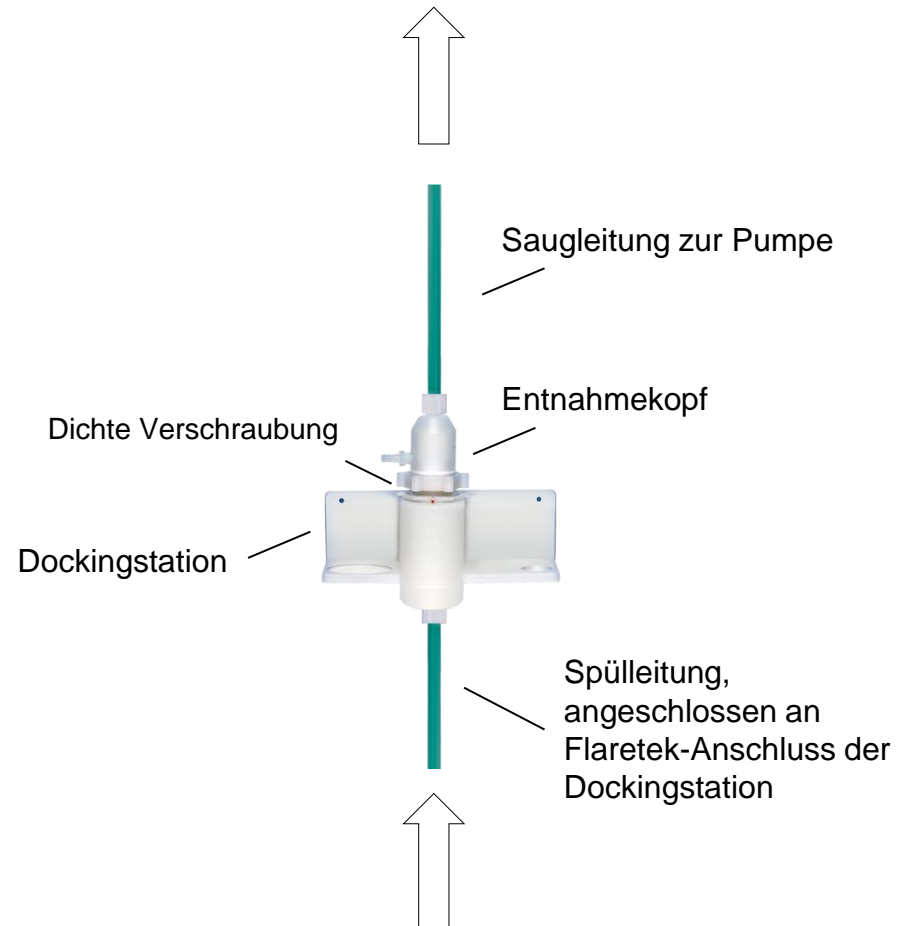 Saugleitung zur Pumpe
Entnahmekopf
Dichte Verschraubung
Dockingstation
Spülleitung,
angeschlossen an
Flaretek-Anschluss der
Dockingstation